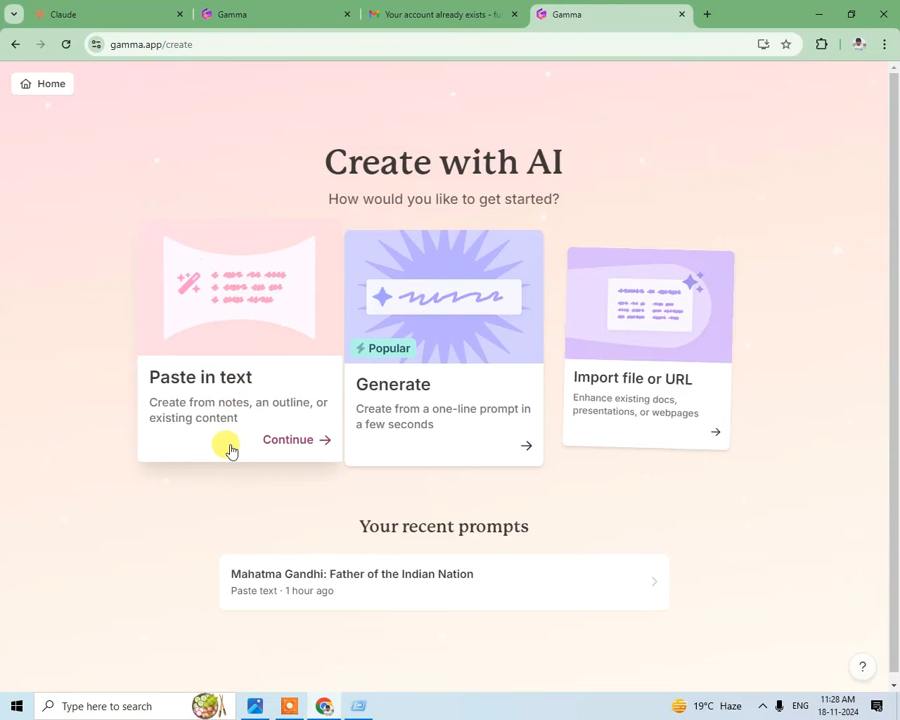 Claude
Gamma
Your account already exists - fu
Gamma
gamma.app/create
Home
Create with AI
How would you like to get started?
Paste in text
Create from notes, an outline, or
existing content
Continue
Popular
Generate
Create from a one-line prompt in
a few seconds
Import file or URL
Enhance existing docs,
presentations, or webpages
Your recent prompts
Mahatma Gandhi: Father of the Indian Nation
Paste text · 1 hour ago
?
Type here to search
19°C Haze
ENG
11:28 AM
18-11-2024